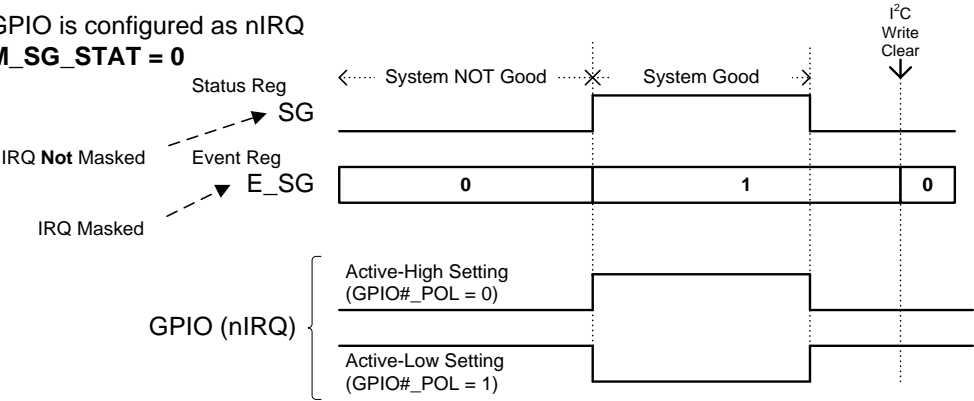 GPIO is configured as nIRQ
M_SG_STAT = 0
I²C
Write
Clear
System NOT Good
System Good
Status Reg
SG
IRQ Not Masked
Event Reg
E_SG
0
1
0
IRQ Masked
Active-High Setting
(GPIO#_POL = 0)
GPIO (nIRQ)
Active-Low Setting
(GPIO#_POL = 1)